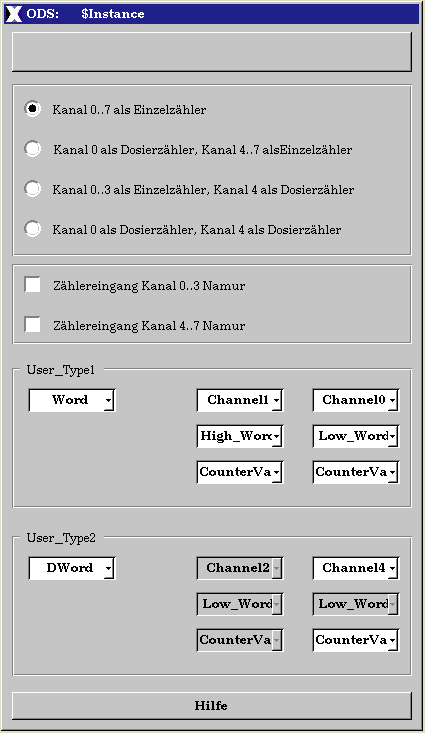 ODS: $Instance
Kanal 0..7 als Einzelzähler
Kanal 0 als Dosierzähler, Kanal 4..7 alsEinzelzähler
Kanal 0..3 als Einzelzähler, Kanal 4 als Dosierzähler
Kanal 0 als Dosierzähler, Kanal 4 als Dosierzähler
Zählereingang Kanal 0..3 Namur
Zählereingang Kanal 4..7 Namur
User_Type1
Word Channel1 Channel0
High_Word Low_Word
CounterVa CounterVa
User_Type2
DWord Channel2 Channel4
Low_Word Low_Word
CounterVa CounterVa
Hilfe